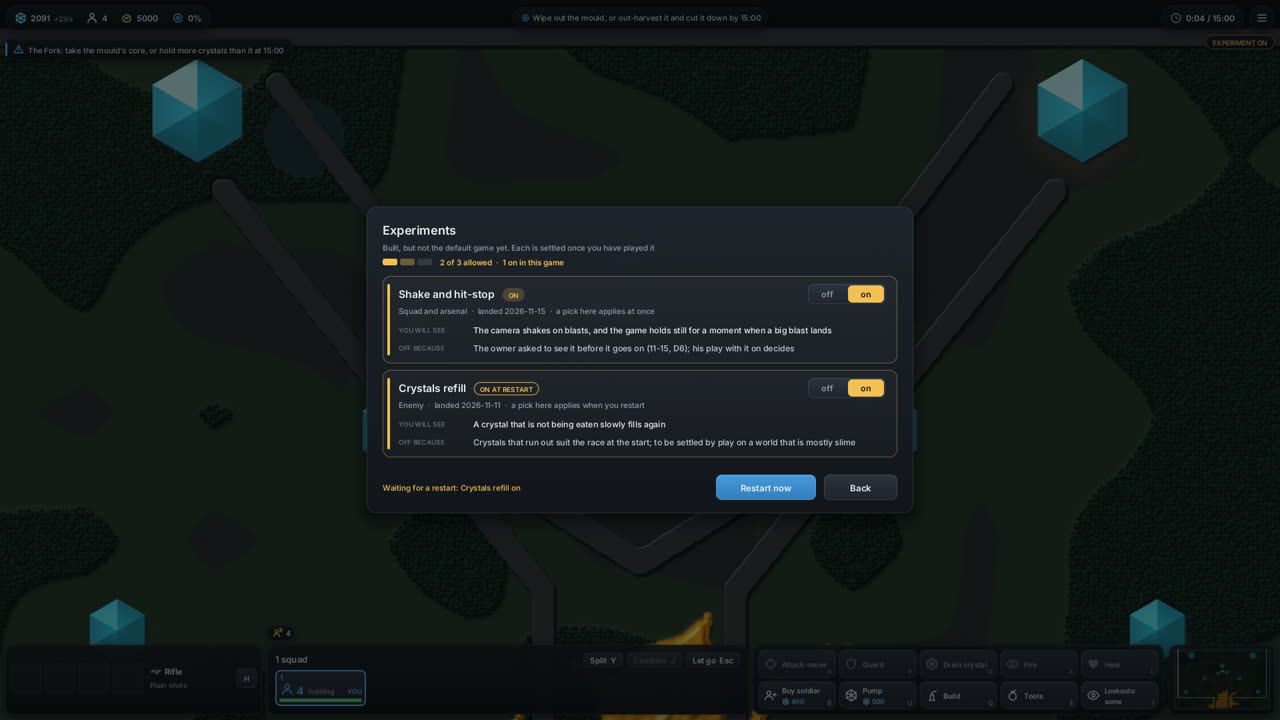 2091 +23/s 4 5000 0%
Wipe out the mould, or out-harvest it and cut it down by 15:00
0:04 / 15:00
The Fork: take the mould's core, or hold more crystals than it at 15:00
EXPERIMENT ON
Experiments
Built, but not the default game yet. Each is settled once you have played it
2 of 3 allowed · 1 on in this game
Shake and hit-stop ON off on
Squad and arsenal · landed 2026-11-15 · a pick here applies at once
YOU WILL SEE The camera shakes on blasts, and the game holds still for a moment when a big blast lands
OFF BECAUSE The owner asked to see it before it goes on (11-15, D6); his play with it on decides
Crystals refill ON AT RESTART off on
Enemy · landed 2026-11-11 · a pick here applies when you restart
YOU WILL SEE A crystal that is not being eaten slowly fills again
OFF BECAUSE Crystals that run out suit the race at the start; to be settled by play on a world that is mostly slime
Waiting for a restart: Crystals refill on
Restart now Back
4
Rifle
Plain shots
H
1 squad
Split Y Combine J Let go Esc
1
4 holding YOU
Attack-move Guard Drain crystal Fire Heal
Buy soldier 400 B
Pump 500 U
Build Q
Tools E
Lookouts: some I